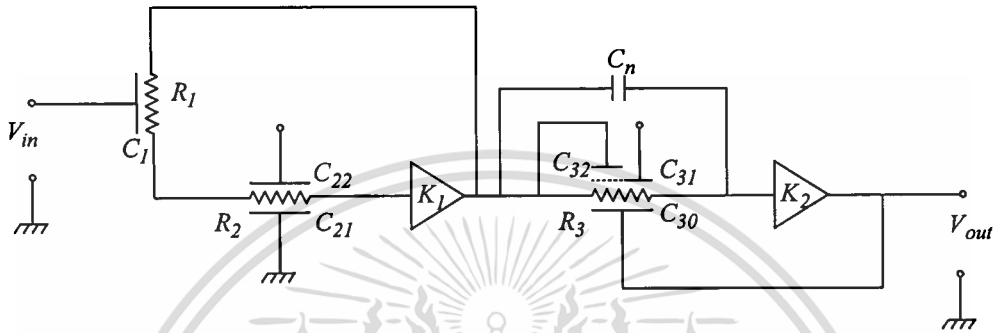 C_n
R_1
V_in
C_1
C_22
C_32
C_31
K_1
K_2
R_2
C_21
R_3
C_30
V_out